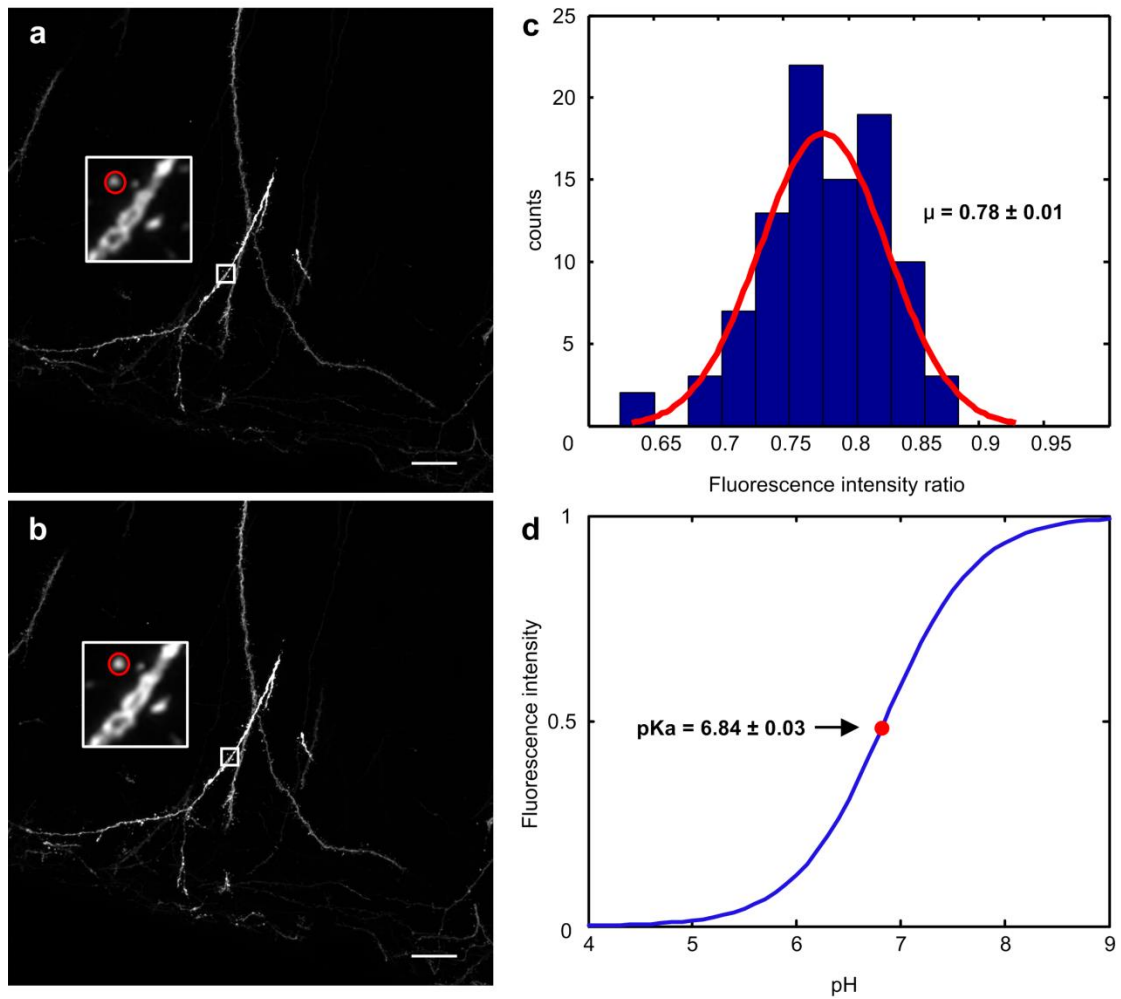 a
b
c
25
20
15
10
5
0
counts
μ = 0.78 ± 0.01
0.65 0.7 0.75 0.8 0.85 0.9 0.95
Fluorescence intensity ratio
d
1
0.5
0
Fluorescence intensity
pKa = 6.84 ± 0.03
4 5 6 7 8 9
pH